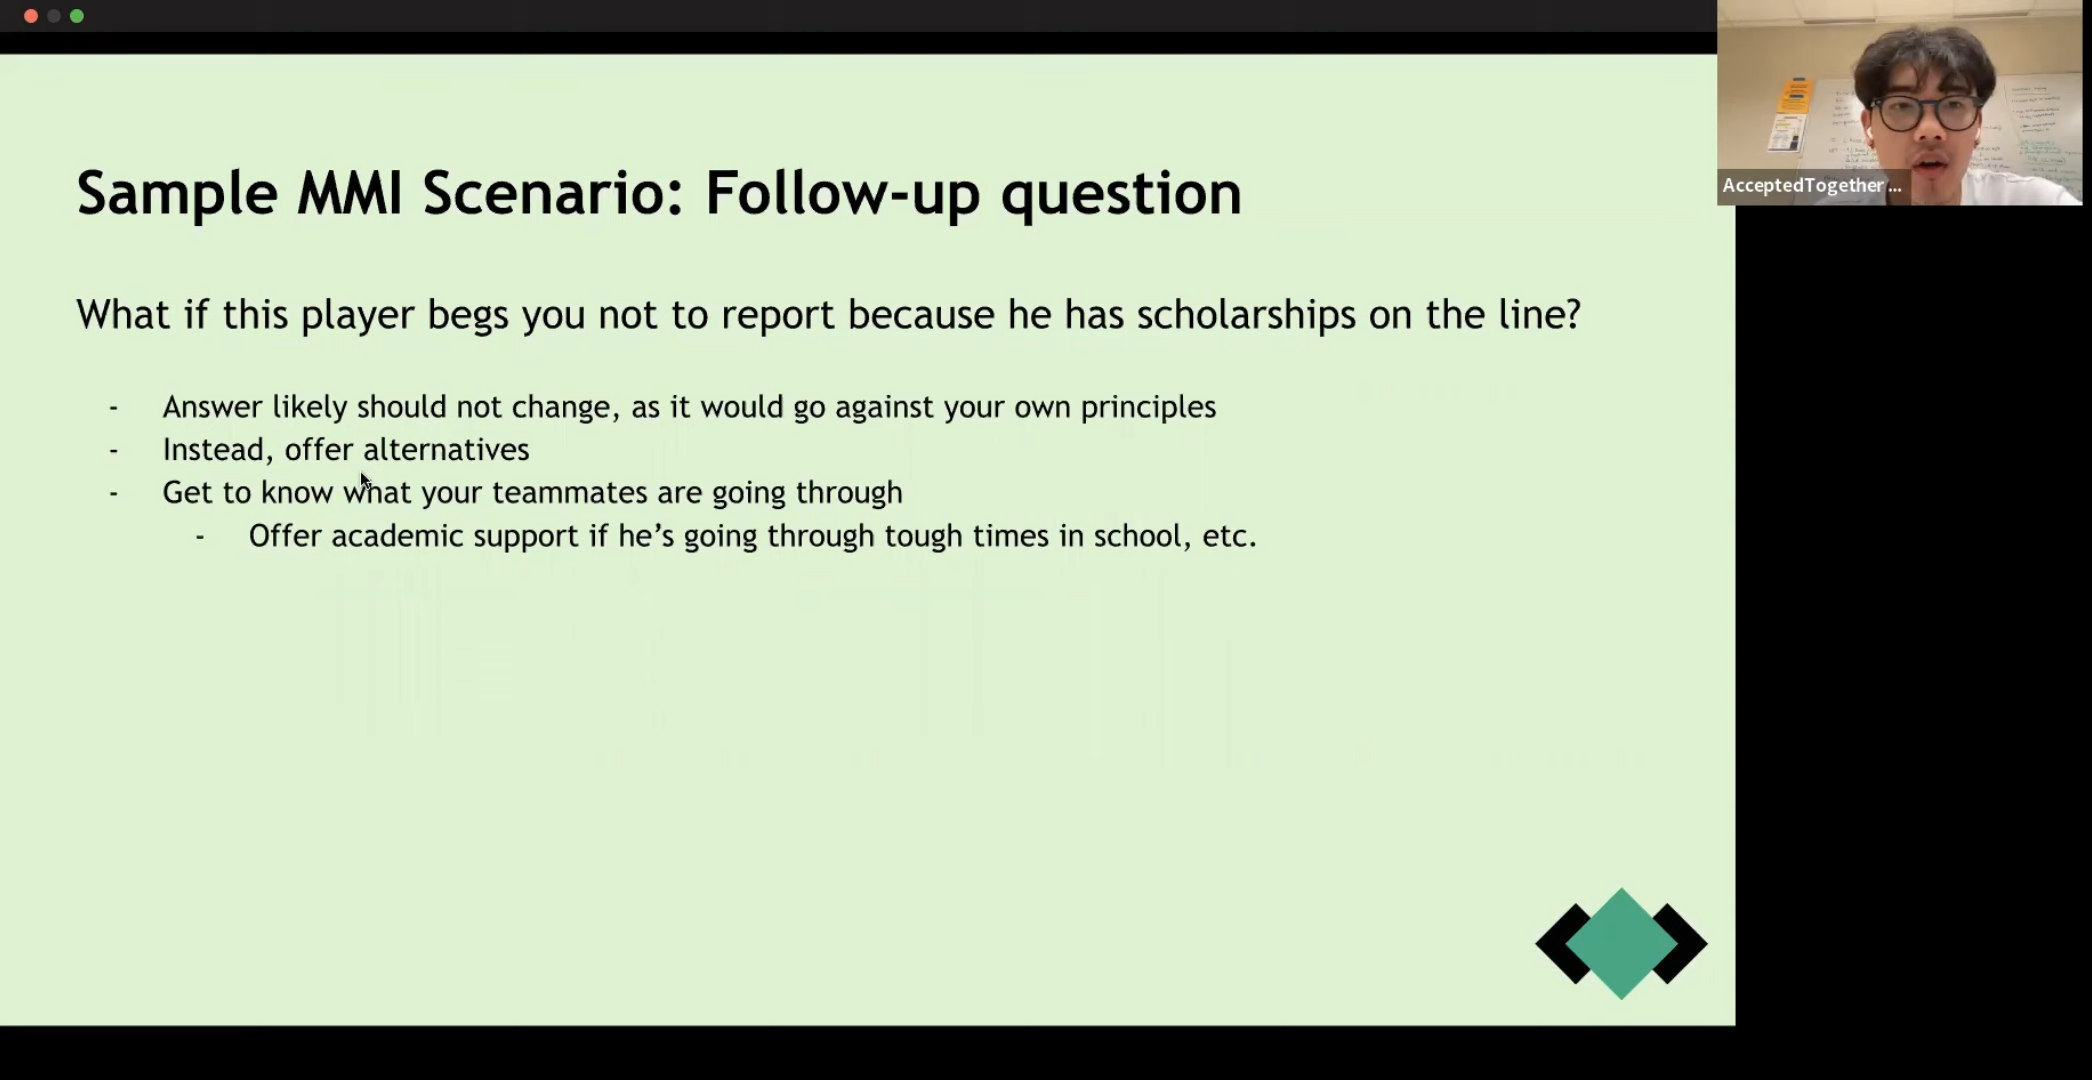 Sample MMI Scenario: Follow-up question
What if this player begs you not to report because he has scholarships on the line?
- Answer likely should not change, as it would go against your own principles
- Instead, offer alternatives
- Get to know what your teammates are going through
- Offer academic support if he’s going through tough times in school, etc.
AcceptedTogether ...